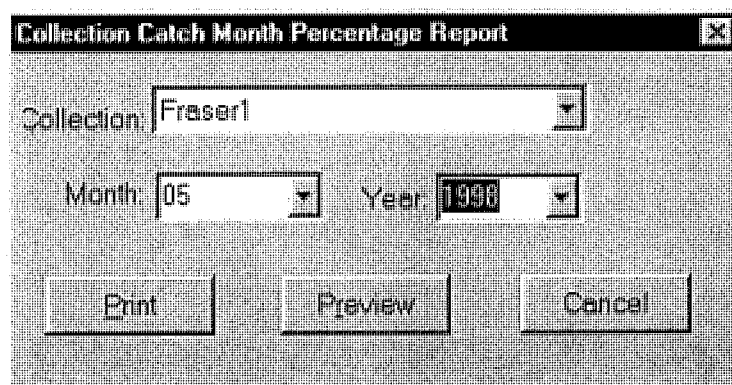 Collection Catch Month Percentage Report
Collection: Fraser1
Month: 05 Year: 1998
Print Preview Cancel